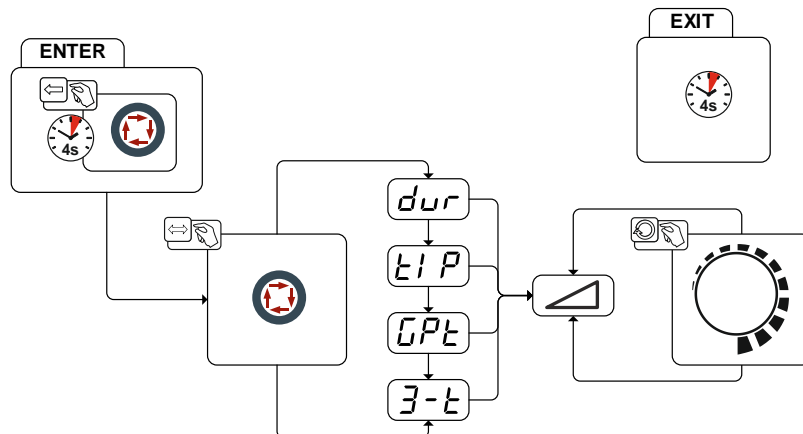 EXIT
ENTER
4s
4s
dur
tIP
GPt
3-t